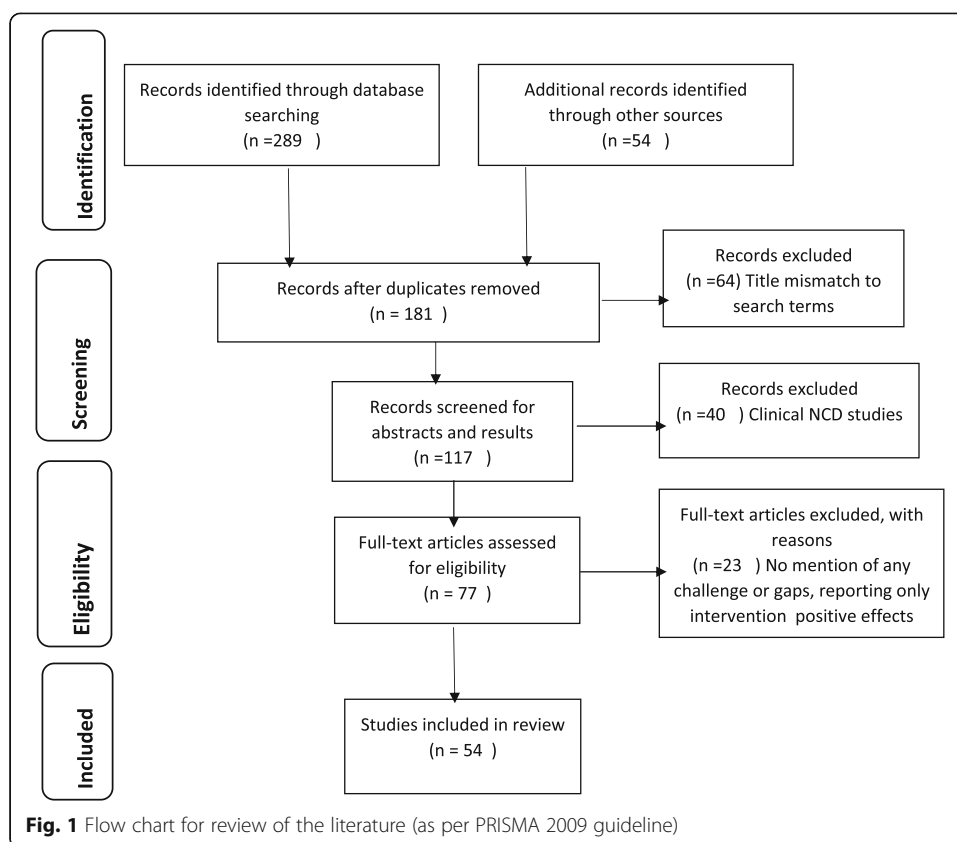 Identification
Records identified through database
searching
(n =289 )
Additional records identified
through other sources
(n =54 )
Screening
Records after duplicates removed
(n = 181 )
Records excluded
(n =64) Title mismatch to
search terms
Records screened for
abstracts and results
(n =117 )
Records excluded
(n =40 ) Clinical NCD studies
Eligibility
Full-text articles assessed
for eligibility
(n = 77 )
Full-text articles excluded, with
reasons
(n =23 ) No mention of any
challenge or gaps, reporting only
intervention positive effects
Included
Studies included in review
(n = 54 )
Fig. 1 Flow chart for review of the literature (as per PRISMA 2009 guideline)